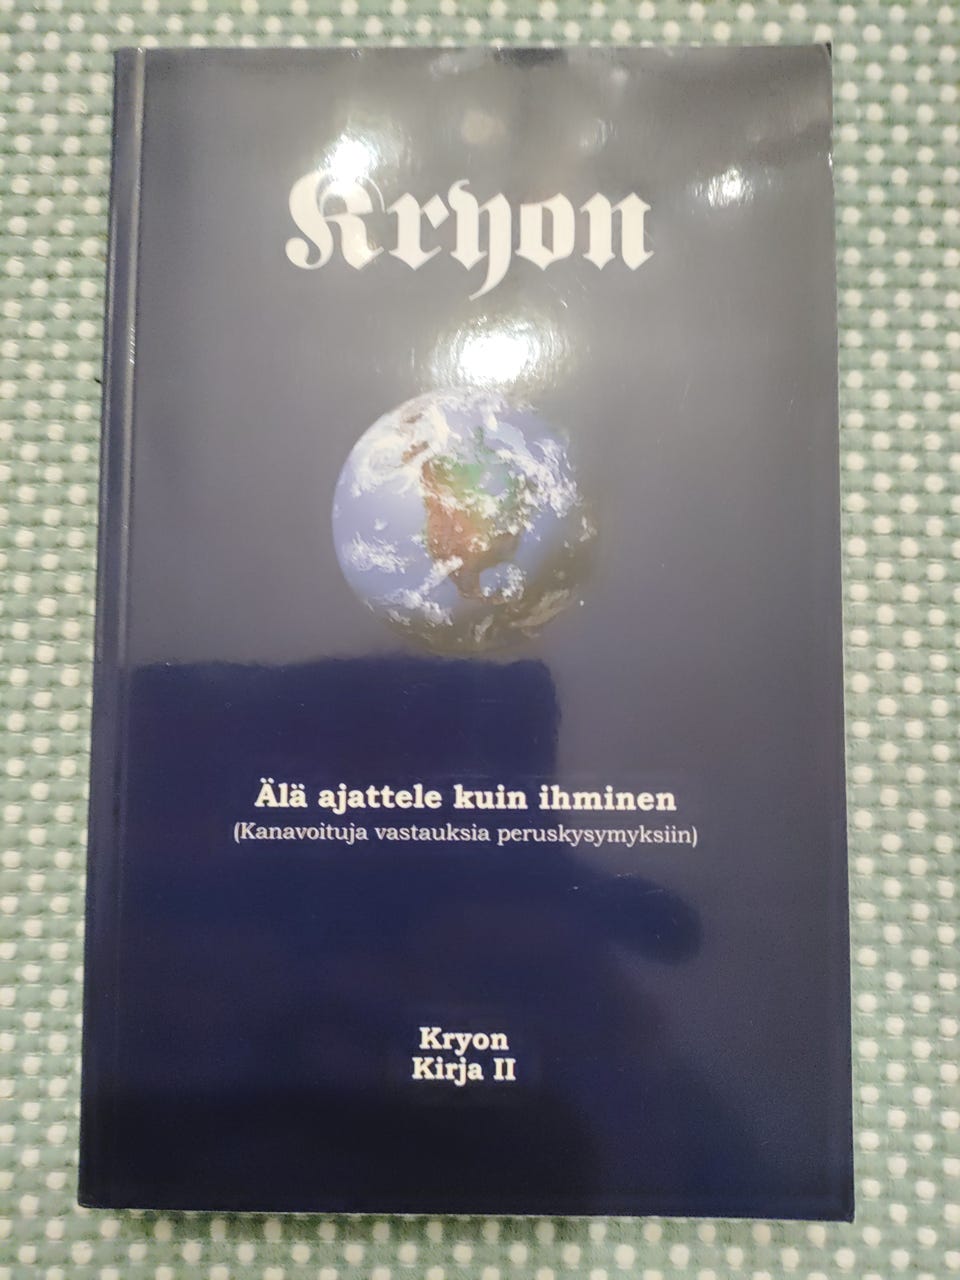 Kryon
Älä ajattele kuin ihminen
(Kanavoituja vastauksia peruskysymyksiin)
Kryon
Kirja II